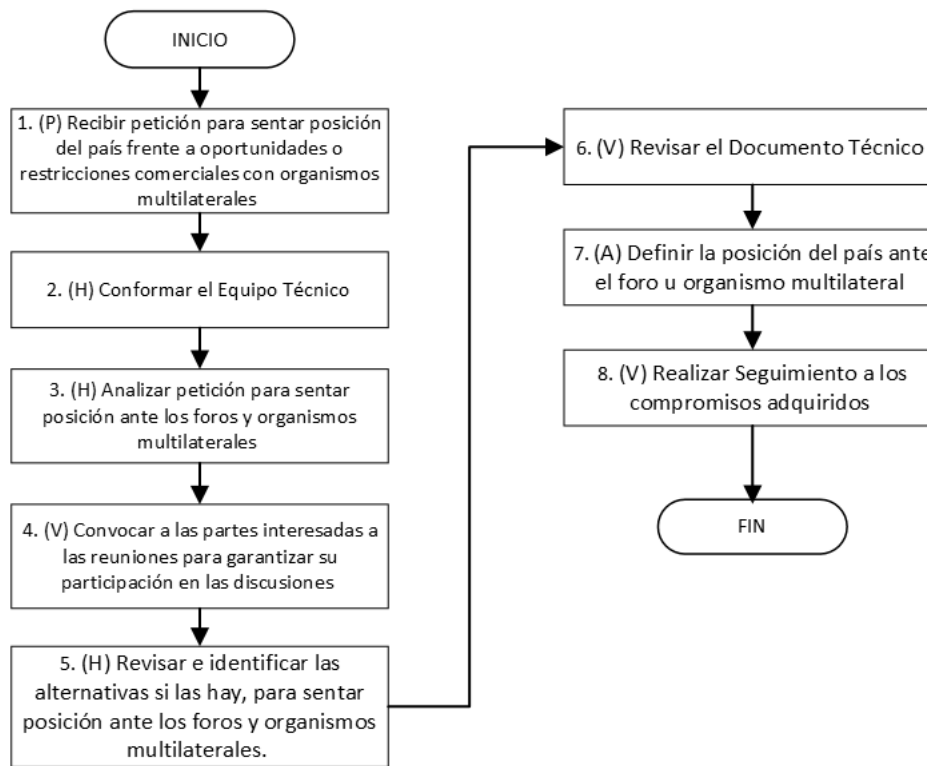 INICIO
1. (P) Recibir petición para sentar posición
del país frente a oportunidades o
restricciones comerciales con organismos
multilaterales
2. (H) Conformar el Equipo Técnico
3. (H) Analizar petición para sentar
posición ante los foros y organismos
multilaterales
4. (V) Convocar a las partes interesadas a
las reuniones para garantizar su
participación en las discusiones
5. (H) Revisar e identificar las
alternativas si las hay, para sentar
posición ante los foros y organismos
multilaterales.
6. (V) Revisar el Documento Técnico
7. (A) Definir la posición del país ante
el foro u organismo multilateral
8. (V) Realizar Seguimiento a los
compromisos adquiridos
FIN